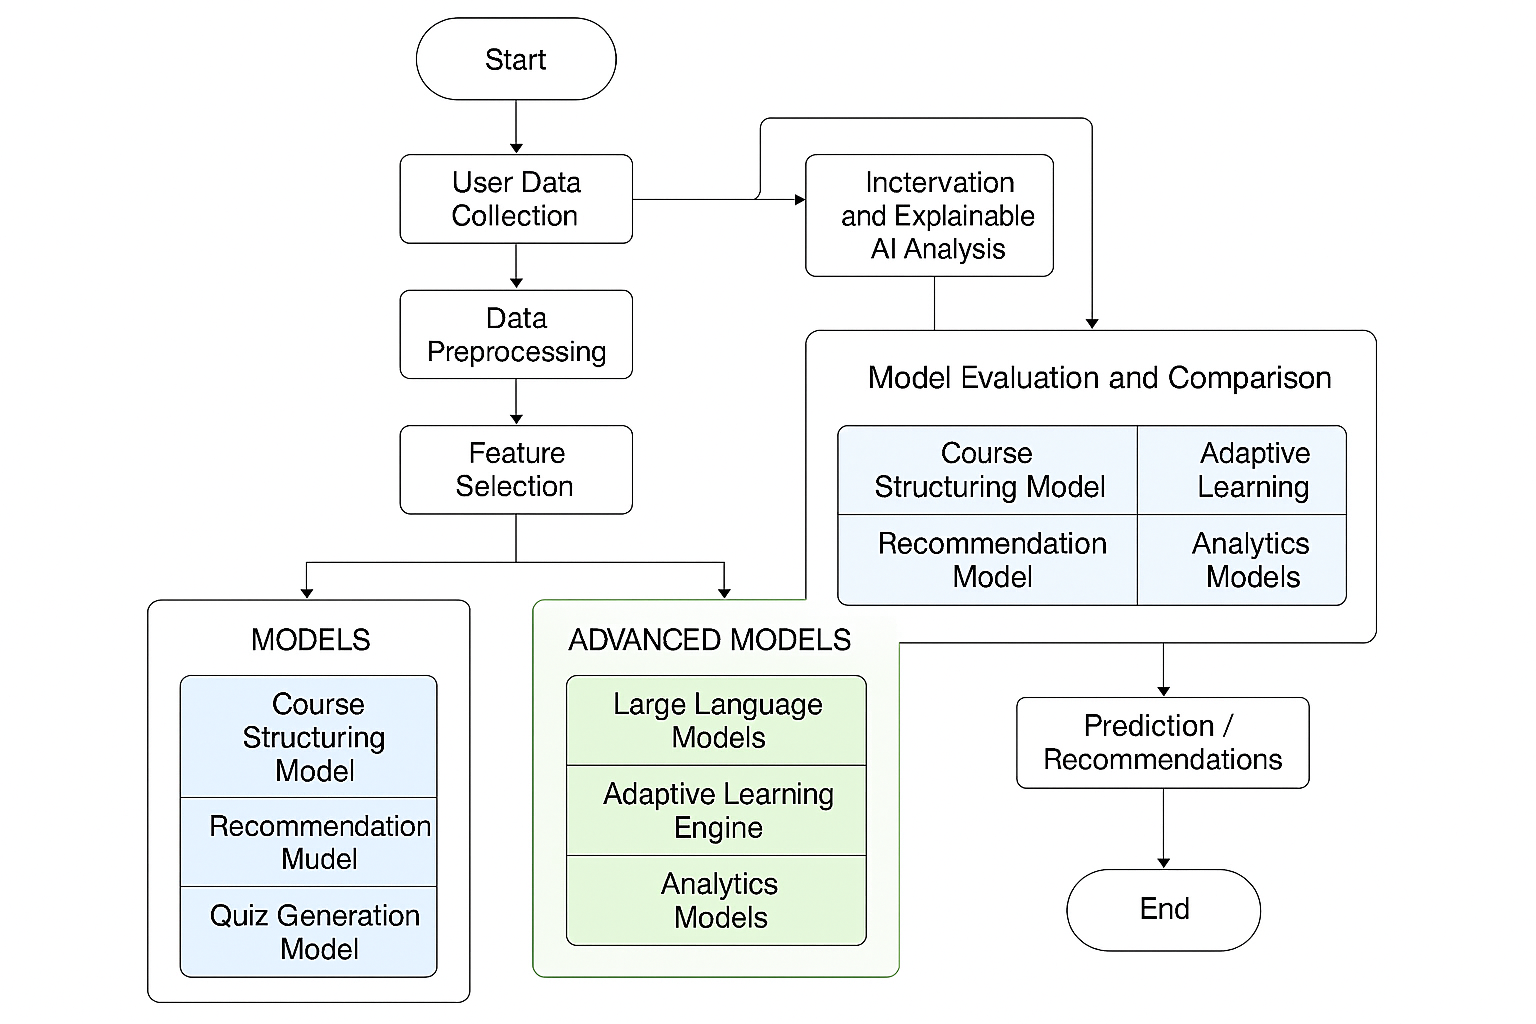 Start
User Data
Collection
Inctervation
and Explainable
AI Analysis
Data
Preprocessing
Feature
Selection
Model Evaluation and Comparison
Course
Structuring Model
Adaptive
Learning
Recommendation
Model
Analytics
Models
MODELS
Course
Structuring
Model
Recommendation
Mudel
Quiz Generation
Model
ADVANCED MODELS
Large Language
Models
Adaptive Learning
Engine
Analytics
Models
Prediction /
Recommendations
End